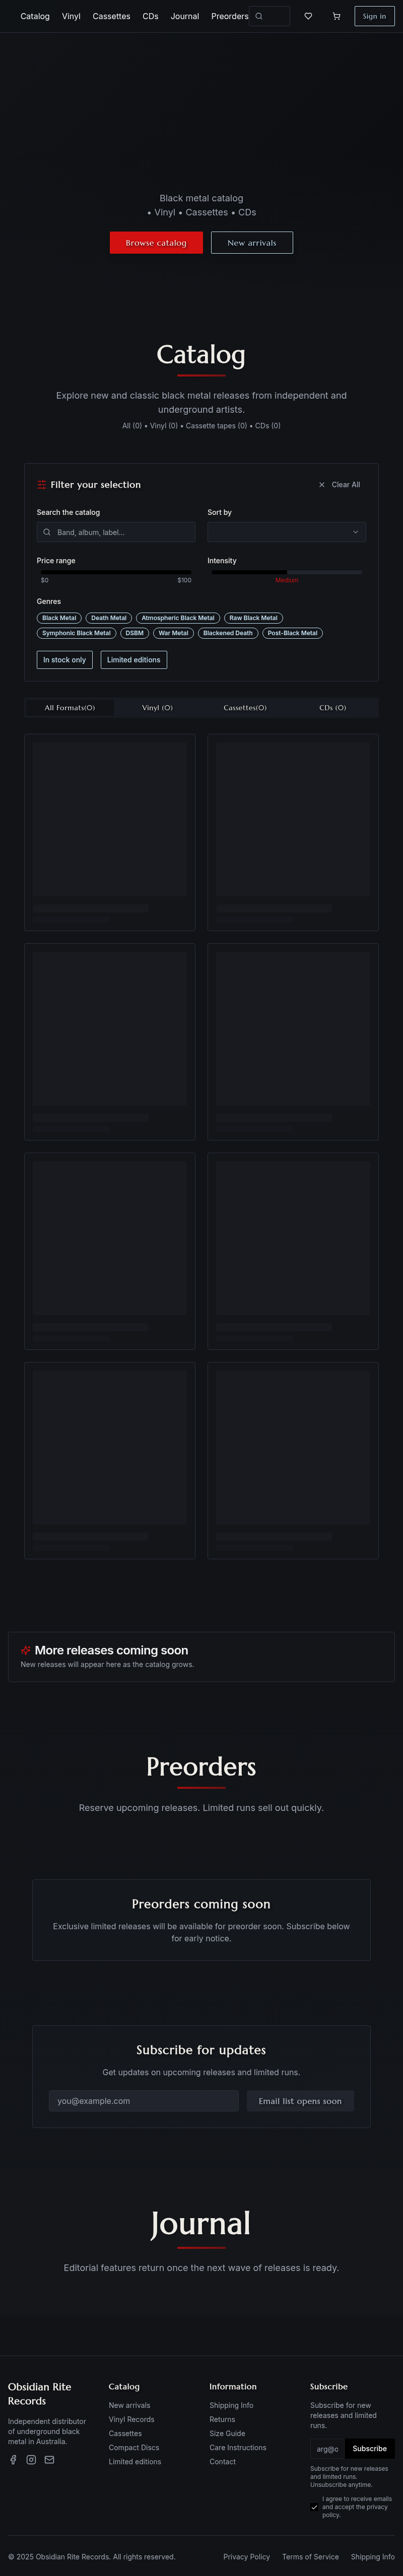 Catalog Vinyl Cassettes CDs Journal Preorders Sign in
Black metal catalog
• Vinyl • Cassettes • CDs
Browse catalog New arrivals
Catalog
Explore new and classic black metal releases from independent and
underground artists.
All (0) • Vinyl (0) • Cassette tapes (0) • CDs (0)
Filter your selection Clear All
Search the catalog Sort by
Band, album, label...
Price range Intensity
$0 $100 Medium
Genres
Black Metal Death Metal Atmospheric Black Metal Raw Black Metal
Symphonic Black Metal DSBM War Metal Blackened Death Post-Black Metal
In stock only Limited editions
All Formats(0) Vinyl (0) Cassettes(0) CDs (0)
More releases coming soon
New releases will appear here as the catalog grows.
Preorders
Reserve upcoming releases. Limited runs sell out quickly.
Preorders coming soon
Exclusive limited releases will be available for preorder soon. Subscribe below
for early notice.
Subscribe for updates
Get updates on upcoming releases and limited runs.
you@example.com Email list opens soon
Journal
Editorial features return once the next wave of releases is ready.
Obsidian Rite
Records
Independent distributor
of underground black
metal in Australia.
Catalog
New arrivals
Vinyl Records
Cassettes
Compact Discs
Limited editions
Information
Shipping Info
Returns
Size Guide
Care Instructions
Contact
Subscribe
Subscribe for new
releases and limited
runs.
arg@c Subscribe
Subscribe for new releases
and limited runs.
Unsubscribe anytime.
I agree to receive emails
and accept the privacy
policy.
© 2025 Obsidian Rite Records. All rights reserved. Privacy Policy Terms of Service Shipping Info